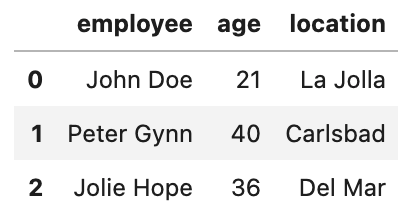 employee age location
0 John Doe 21 La Jolla
1 Peter Gynn 40 Carlsbad
2 Jolie Hope 36 Del Mar